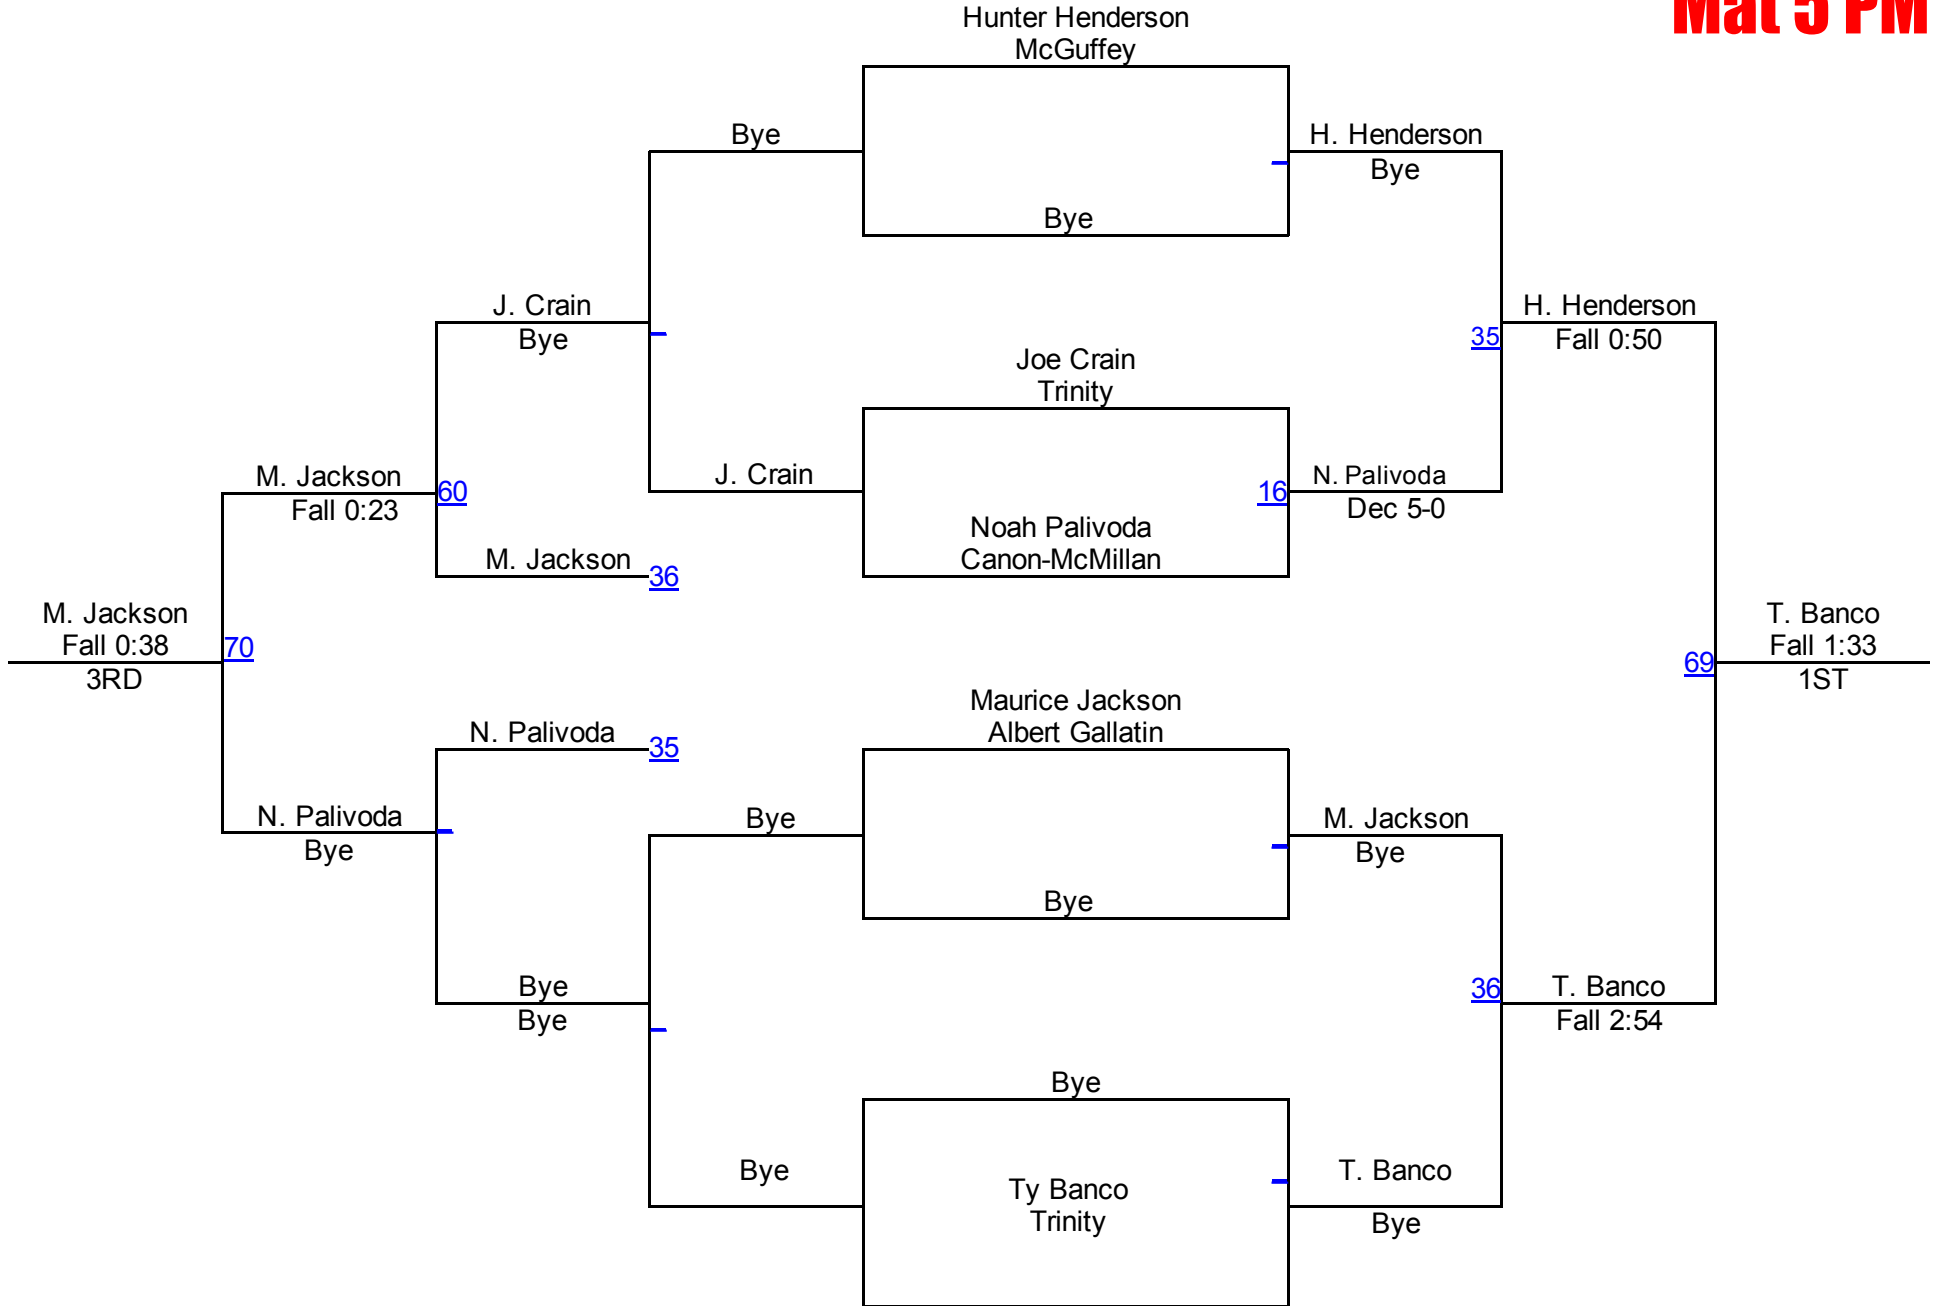 Mat 5 PM
Hunter Henderson
McGuffey
Bye
H. Henderson
Bye
Bye
J. Crain
Bye
H. Henderson
35
Fall 0:50
Joe Crain
Trinity
M. Jackson
60
Fall 0:23
J. Crain
16
N. Palivoda
Dec 5-0
Noah Palivoda
Canon-McMillan
M. Jackson
36
M. Jackson
Fall 0:38
70
3RD
T. Banco
Fall 1:33
69
1ST
Maurice Jackson
Albert Gallatin
N. Palivoda
35
N. Palivoda
Bye
Bye
M. Jackson
Bye
Bye
Bye
Bye
36
T. Banco
Fall 2:54
Bye
Bye
T. Banco
Ty Banco
Trinity
Bye